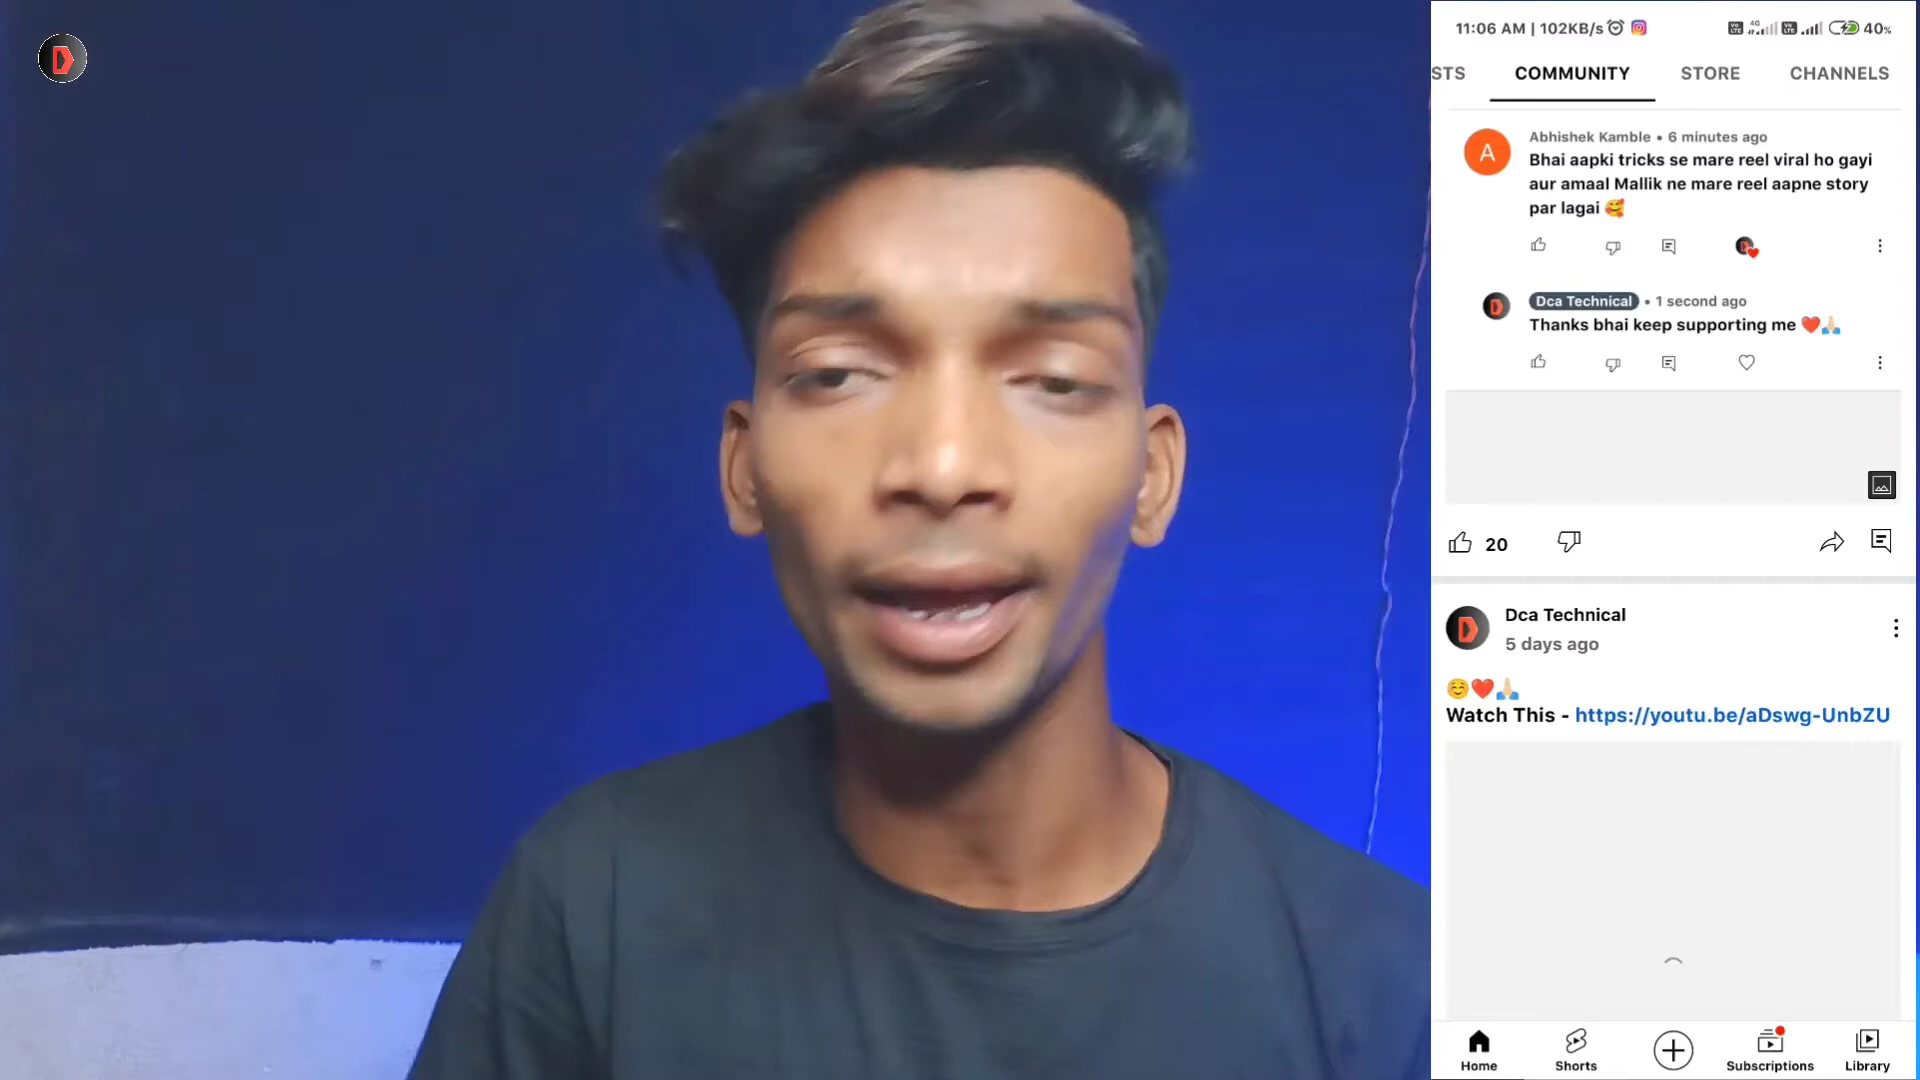 11:06 AM | 102KB/s
4G
40%
STS COMMUNITY STORE CHANNELS
A
Abhishek Kamble • 6 minutes ago
Bhai aapki tricks se mare reel viral ho gayi
aur amaal Mallik ne mare reel aapne story
par lagai 🥰
Dca Technical • 1 second ago
Thanks bhai keep supporting me ❤️🙏🏻
20
Dca Technical
5 days ago
☺️❤️🙏🏻
Watch This - https://youtu.be/aDswg-UnbZU
Home Shorts Subscriptions Library